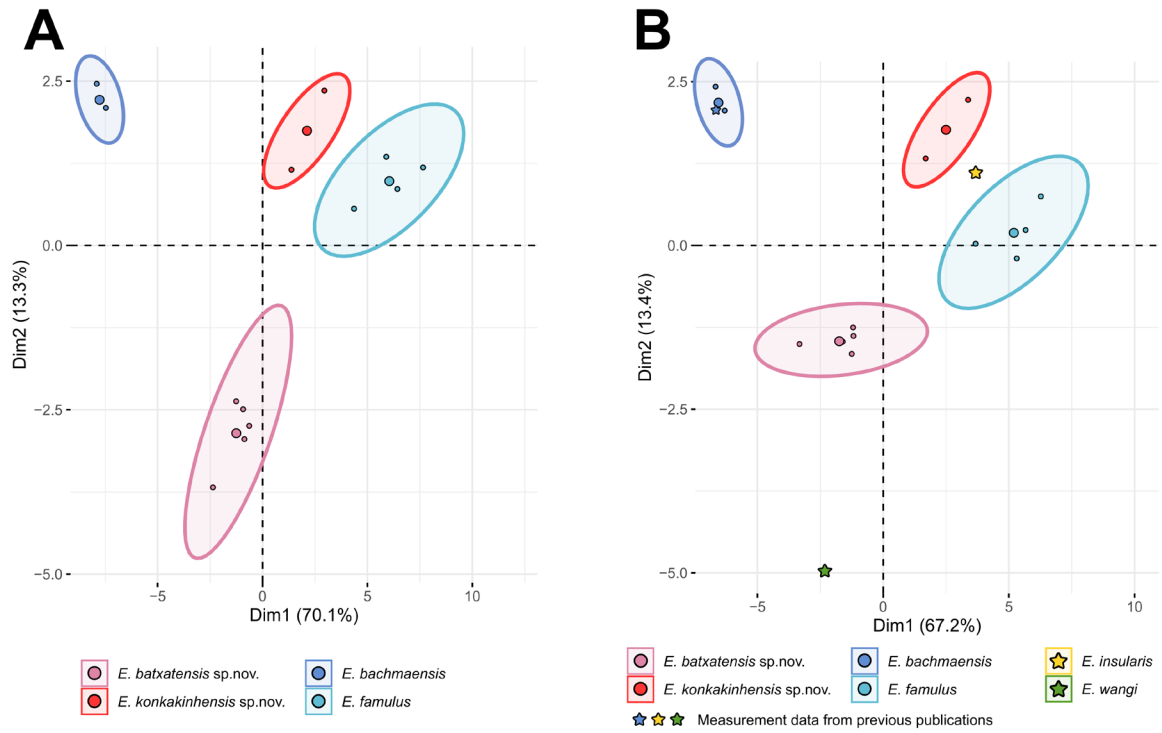 A
B
2.5
0.0
−2.5
−5.0
Dim2 (13.3%)
−5
0
5
10
Dim1 (70.1%)
2.5
0.0
−2.5
−5.0
Dim2 (13.4%)
−5
0
5
10
Dim1 (67.2%)
E. batxatensis sp.nov.
E. bachmaensis
E. konkakinhensis sp.nov.
E. famulus
E. batxatensis sp.nov.
E. bachmaensis
E. insularis
E. konkakinhensis sp.nov.
E. famulus
E. wangi
Measurement data from previous publications